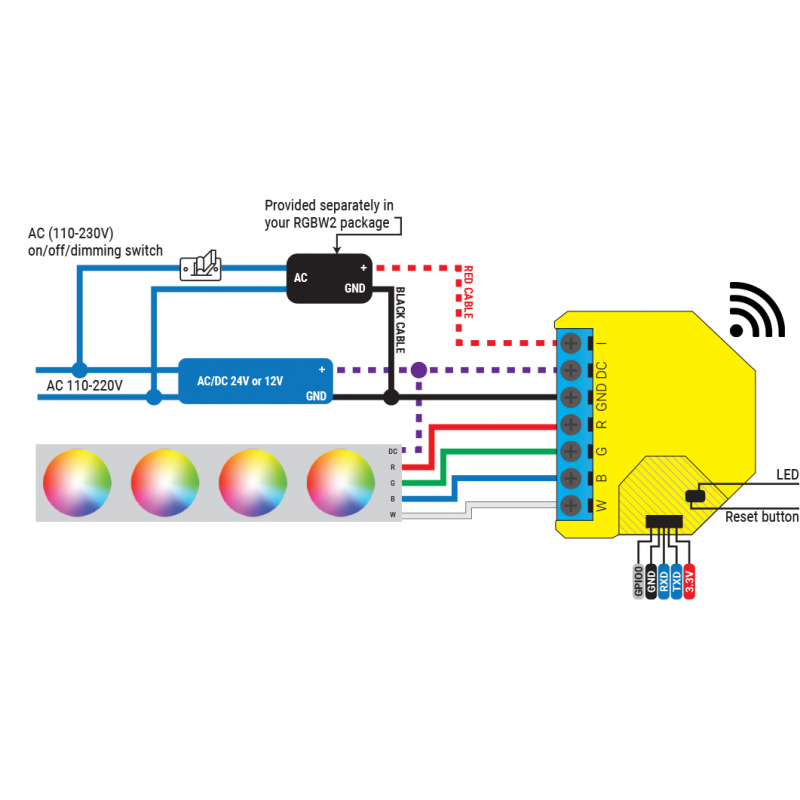 Provided separately in
your RGBW2 package
AC (110-230V)
on/off/dimming switch
AC
+
GND
RED CABLE
BLACK CABLE
AC 110-220V
AC/DC 24V or 12V
+
GND
DC
R
G
B
W
I
DC
GND
R
G
B
W
LED
Reset button
GPIO0
GND
RXD
TXD
3.3V